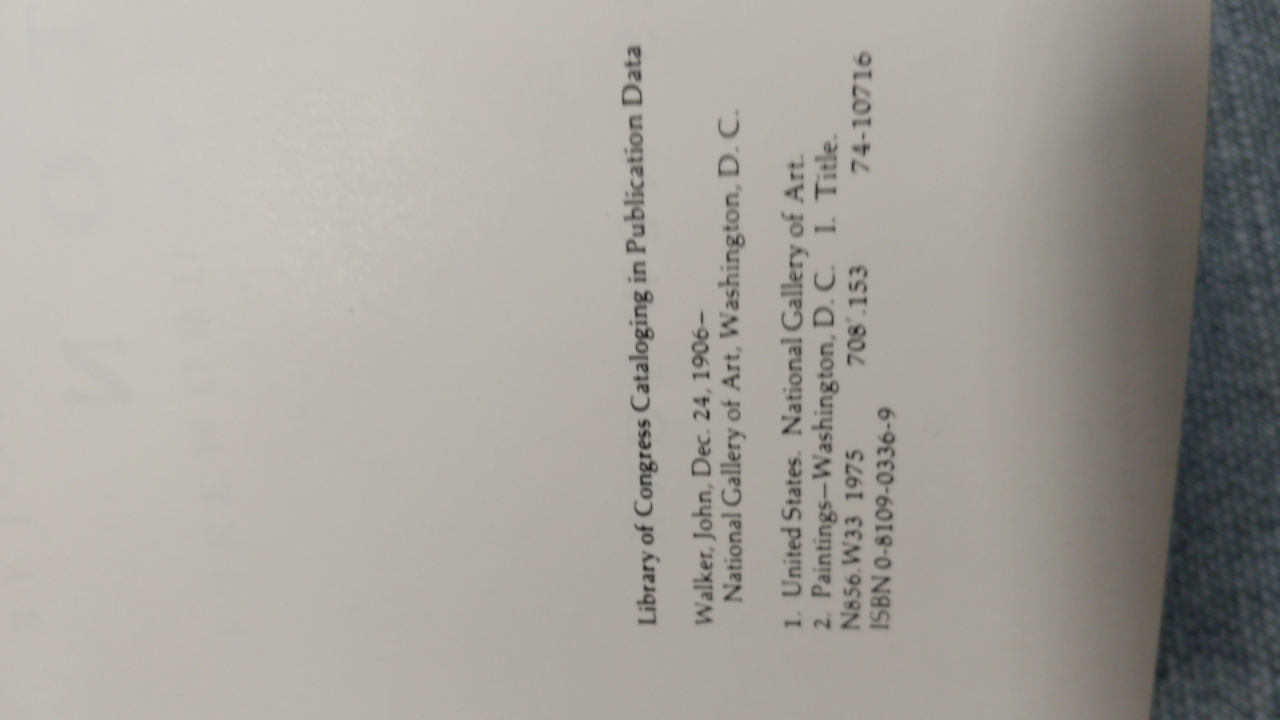 Library of Congress Cataloging in Publication Data
Walker, John, Dec. 24, 1906–
National Gallery of Art, Washington, D. C.
1. United States. National Gallery of Art.
2. Paintings—Washington, D. C. I. Title.
N856.W33 1975 708'.153 74-10716
ISBN 0-8109-0336-9